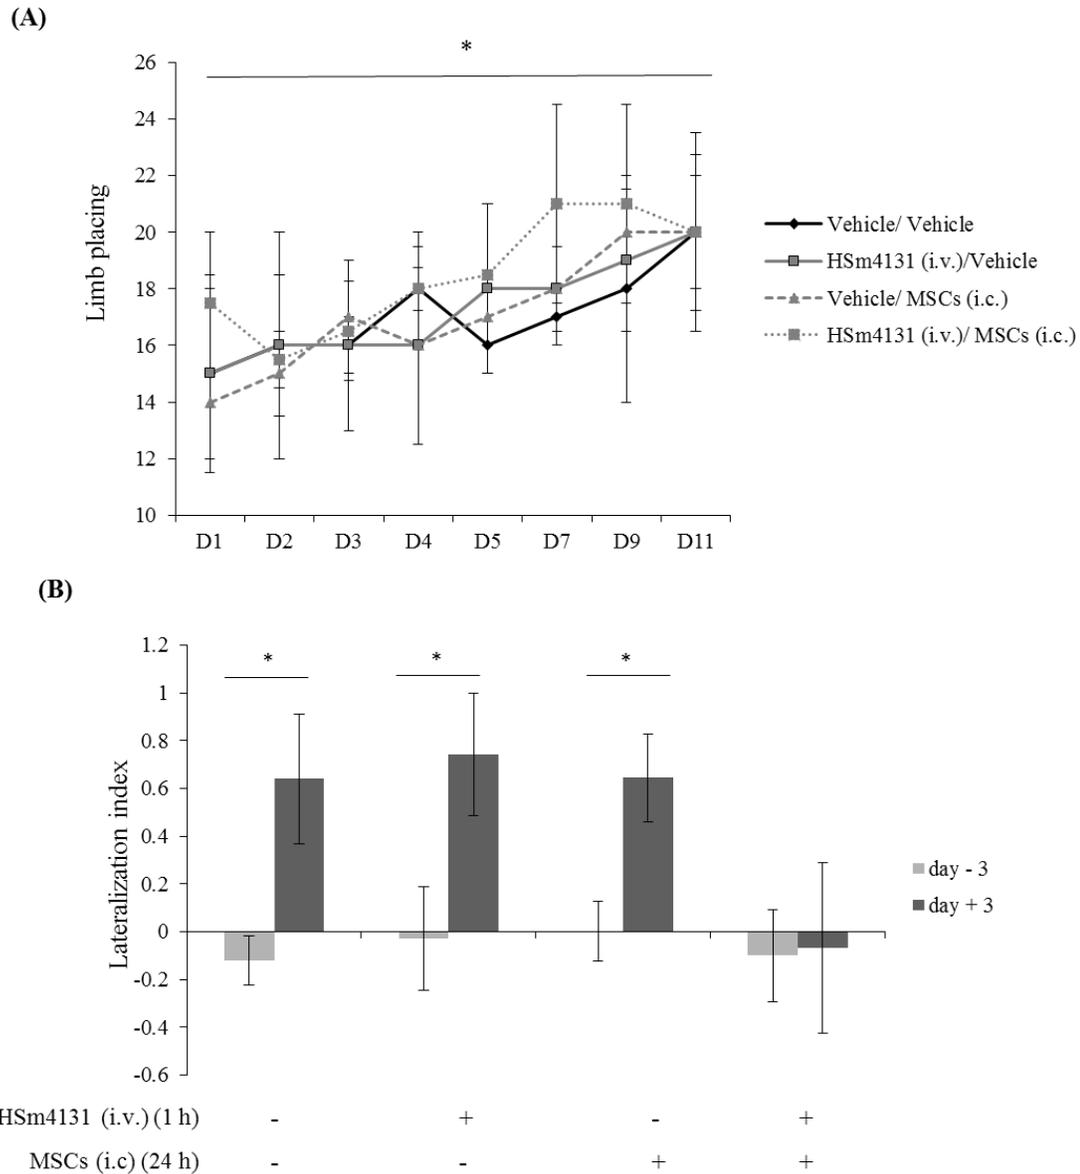 (A)
*
26
24
22
20
18
16
14
12
10
Limb placing
D1 D2 D3 D4 D5 D7 D9 D11
Vehicle/ Vehicle
HSm4131 (i.v.)/Vehicle
Vehicle/ MSCs (i.c.)
HSm4131 (i.v.)/ MSCs (i.c.)
(B)
* * *
1.2
1
0.8
0.6
0.4
0.2
0
-0.2
-0.4
-0.6
Lateralization index
day - 3
day + 3
HSm4131 (i.v.) (1 h) - + - +
MSCs (i.c) (24 h) - - + +